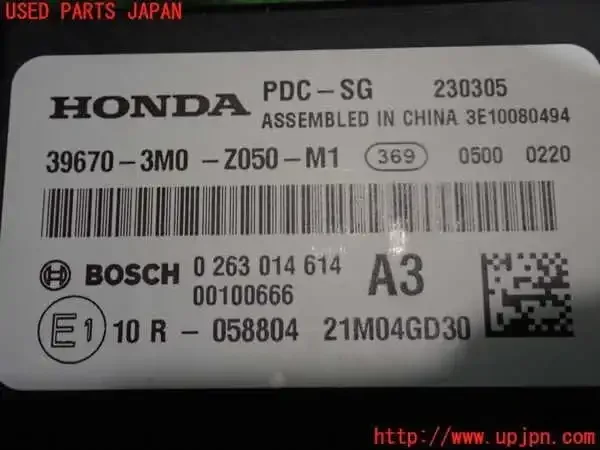 USED PARTS JAPAN
HONDA PDC-SG 230305
ASSEMBLED IN CHINA 3E10080494
39670-3M0-Z050-M1 369 0500 0220
BOSCH 0 263 014 614 A3
00100666
E1 10 R - 058804 21M04GD30
http://www.upjpn.com/